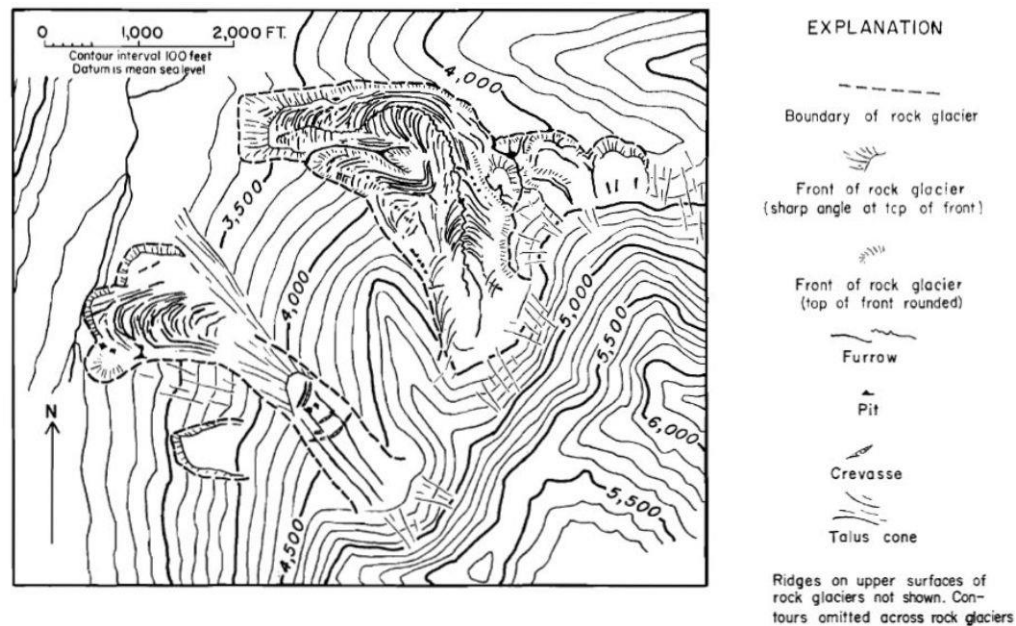 0 1,000 2,000 FT.
Contour interval 100 feet
Datum is mean sea level
4,000
3,500
4,000
5,000
5,500
6,000
5,500
4,500
N
EXPLANATION
Boundary of rock glacier
Front of rock glacier
(sharp angle at top of front)
Front of rock glacier
(top of front rounded)
Furrow
Pit
Crevasse
Talus cone
Ridges on upper surfaces of
rock glaciers not shown. Con-
tours omitted across rock glaciers